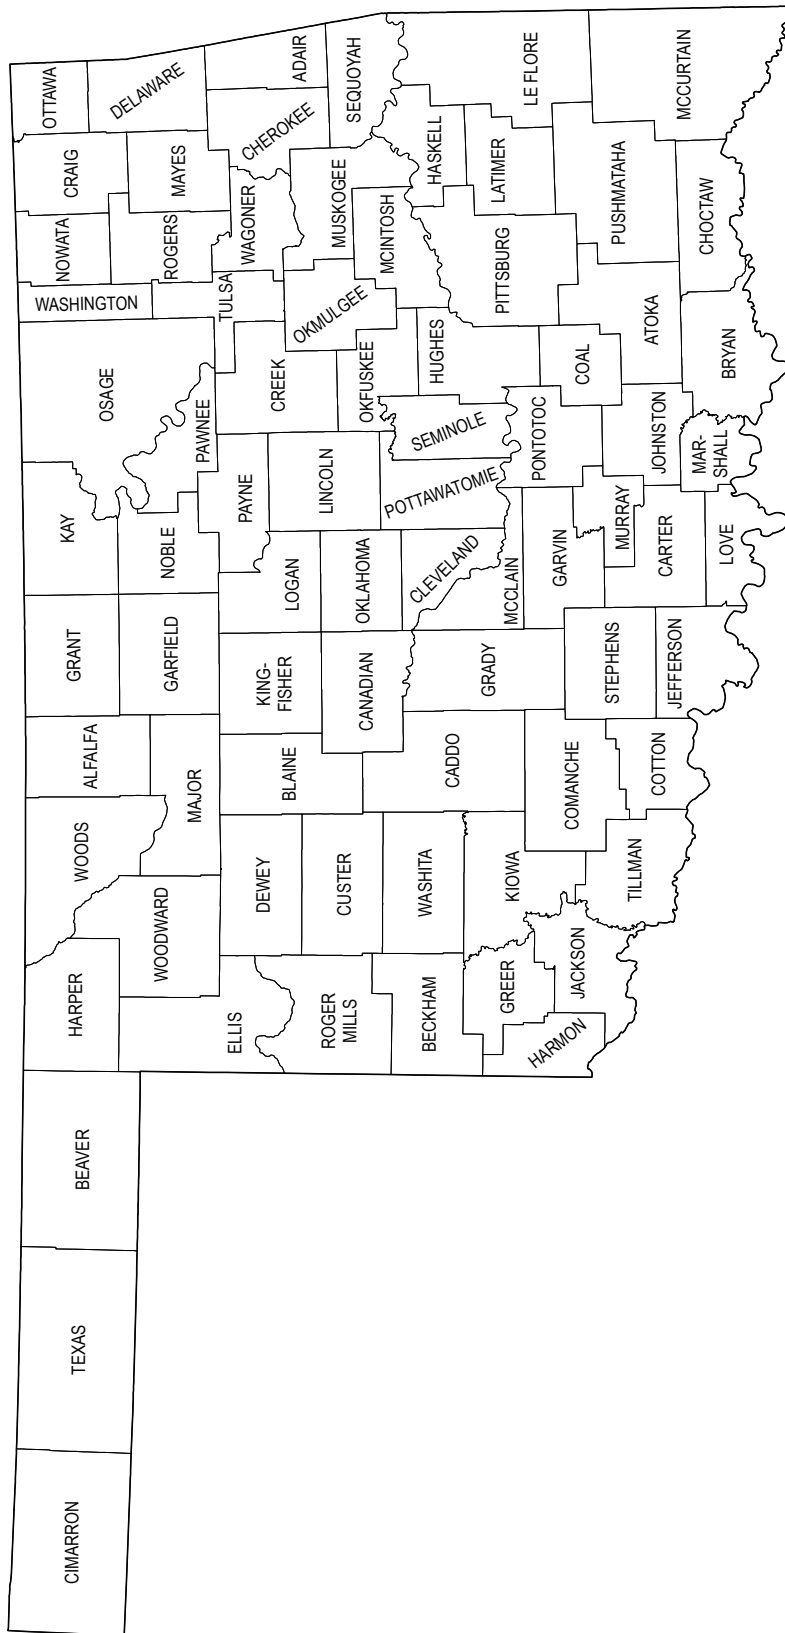 CIMARRON
TEXAS
BEAVER
HARPER
WOODS
ALFALFA
GRANT
KAY
OSAGE
WASHINGTON
NOWATA
CRAIG
OTTAWA
ELLIS
WOODWARD
MAJOR
GARFIELD
NOBLE
PAWNEE
TULSA
ROGERS
MAYES
DELAWARE
ROGER
MILLS
DEWEY
BLAINE
KING-
FISHER
LOGAN
PAYNE
CREEK
WAGONER
CHEROKEE
ADAIR
BECKHAM
CUSTER
CANADIAN
OKLAHOMA
LINCOLN
OKFUSKEE
OKMULGEE
MUSKOGEE
SEQUOYAH
WASHITA
CADDO
GRADY
CLEVELAND
POTTAWATOMIE
SEMINOLE
HUGHES
MCINTOSH
HASKELL
HARMON
GREER
KIOWA
COMANCHE
STEPHENS
MCCLAIN
GARVIN
PONTOTOC
COAL
PITTSBURG
LATIMER
LE FLORE
JACKSON
TILLMAN
COTTON
JEFFERSON
CARTER
MURRAY
JOHNSTON
ATOKA
PUSHMATAHA
MCCURTAIN
LOVE
MAR-
SHALL
BRYAN
CHOCTAW